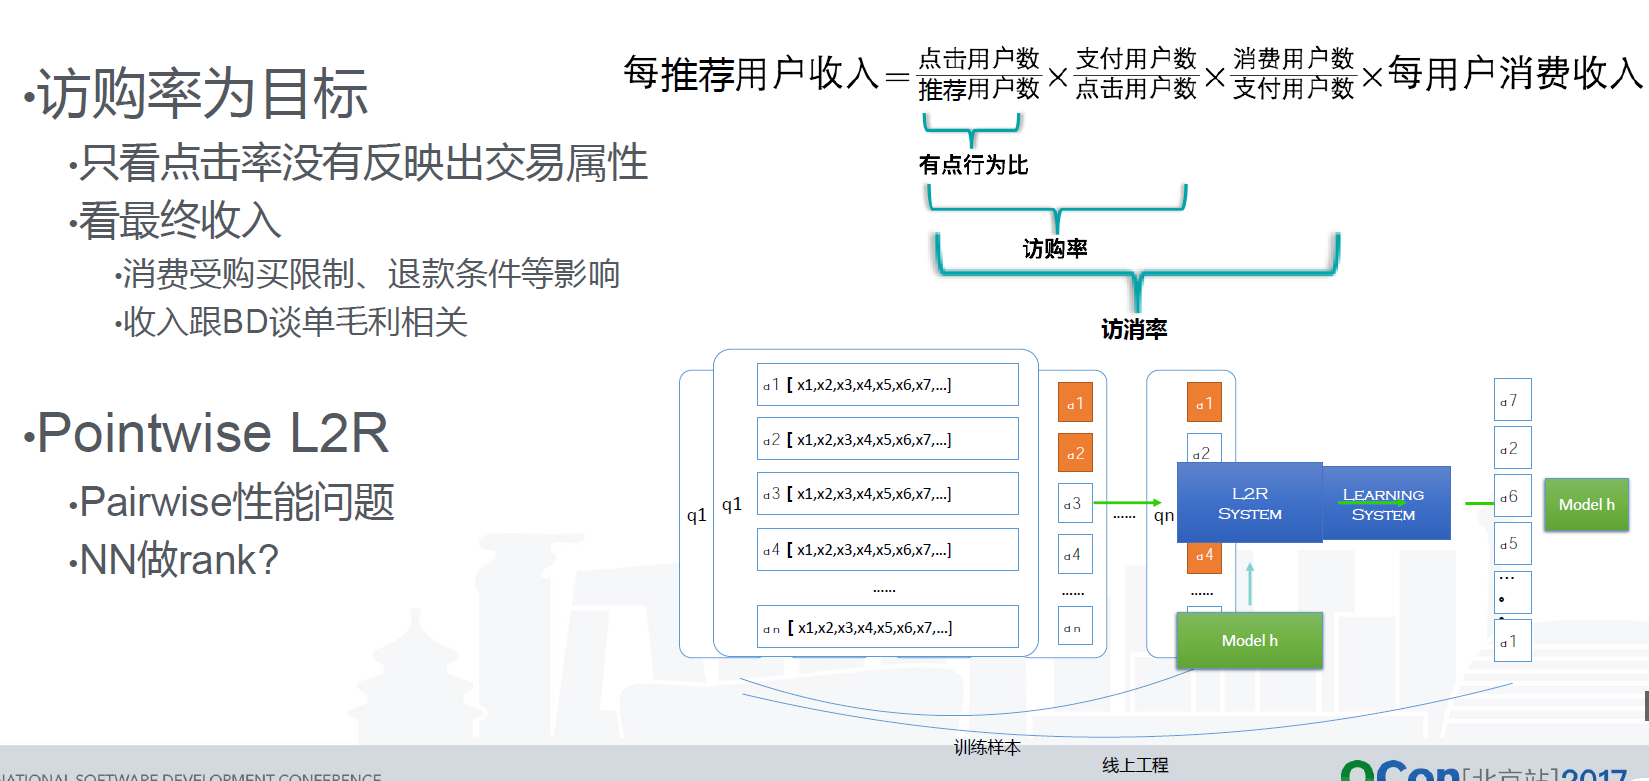 •访购率为目标
•只看点击率没有反映出交易属性
•看最终收入
•消费受购买限制、退款条件等影响
•收入跟BD谈单毛利相关
•Pointwise L2R
•Pairwise性能问题
•NN做rank?
每推荐用户收入=点击用户数/推荐用户数×支付用户数/点击用户数×消费用户数/支付用户数×每用户消费收入
有点行为比
访购率
访消率
q1
q1
d1 [ x1,x2,x3,x4,x5,x6,x7,...]
d2 [ x1,x2,x3,x4,x5,x6,x7,...]
d3 [ x1,x2,x3,x4,x5,x6,x7,...]
d4 [ x1,x2,x3,x4,x5,x6,x7,...]
......
dn [ x1,x2,x3,x4,x5,x6,x7,...]
d1
d2
d3
d4
......
dn
......
qn
d1
d2
d4
......
L2R
System
Learning
System
Model h
d7
d2
d6
d5
...
。
d1
Model h
训练样本
线上工程
NATIONAL SOFTWARE DEVELOPMENT CONFERENCE
QCon[北京站]2017